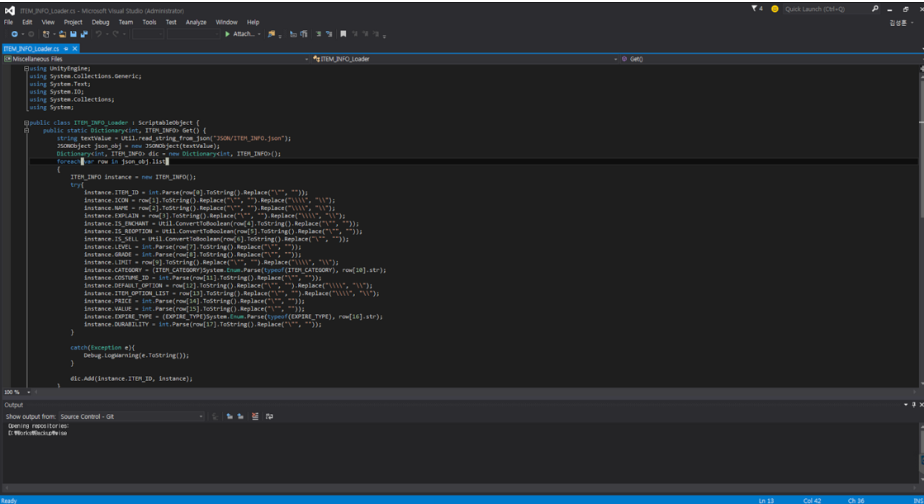 ITEM_INFO_Loader.cs - Microsoft Visual Studio (Administrator)
4
Quick Launch (Ctrl+Q)
FILE EDIT VIEW DEBUG TEAM TOOLS TEST ARCHITECTURE ANALYZE WINDOW HELP
김성훈
Attach...
ITEM_INFO_Loader.cs
Miscellaneous Files
ITEM_INFO_Loader
Get()
using UnityEngine;
using System.Collections.Generic;
using System.Text;
using System.IO;
using System.Collections;
using System;
public class ITEM_INFO_Loader : ScriptableObject {
public static Dictionary<int, ITEM_INFO> Get() {
string textValue = Util.read_string_from_json("JSON/ITEM_INFO.json");
JSONObject json_obj = new JSONObject(textValue);
Dictionary<int, ITEM_INFO> dic = new Dictionary<int, ITEM_INFO>();
foreach(var row in json_obj.list)
{
ITEM_INFO instance = new ITEM_INFO();
try{
instance.ITEM_ID = int.Parse(row[0].ToString().Replace("\"", ""));
instance.ICON = row[1].ToString().Replace("\"", "").Replace("\\\\", "\\");
instance.NAME = row[2].ToString().Replace("\"", "").Replace("\\\\", "\\");
instance.EXPLAIN = row[3].ToString().Replace("\"", "").Replace("\\\\", "\\");
instance.IS_ENCHANT = Util.ConvertToBoolean(row[4].ToString().Replace("\"", ""));
instance.IS_REOPTION = Util.ConvertToBoolean(row[5].ToString().Replace("\"", ""));
instance.IS_SELL = Util.ConvertToBoolean(row[6].ToString().Replace("\"", ""));
instance.LEVEL = int.Parse(row[7].ToString().Replace("\"", ""));
instance.GRADE = int.Parse(row[8].ToString().Replace("\"", ""));
instance.LIMIT = row[9].ToString().Replace("\"", "").Replace("\\\\", "\\");
instance.CATEGORY = (ITEM_CATEGORY)System.Enum.Parse(typeof(ITEM_CATEGORY), row[10].str);
instance.COSTUME_ID = int.Parse(row[11].ToString().Replace("\"", ""));
instance.DEFAULT_OPTION = row[12].ToString().Replace("\"", "").Replace("\\\\", "\\");
instance.ITEM_OPTION_LIST = row[13].ToString().Replace("\"", "").Replace("\\\\", "\\");
instance.PRICE = int.Parse(row[14].ToString().Replace("\"", ""));
instance.VALUE = int.Parse(row[15].ToString().Replace("\"", ""));
instance.EXPIRE_TYPE = (EXPIRE_TYPE)System.Enum.Parse(typeof(EXPIRE_TYPE), row[16].str);
instance.DURABILITY = int.Parse(row[17].ToString().Replace("\"", ""));
}
catch(Exception e){
Debug.LogWarning(e.ToString());
}
dic.Add(instance.ITEM_ID, instance);
}
100 %
Output
Show output from: Source Control - Git
Opening repositories:
D:₩Works₩Backup₩wise
Ready
Ln 13
Col 42
Ch 36
INS